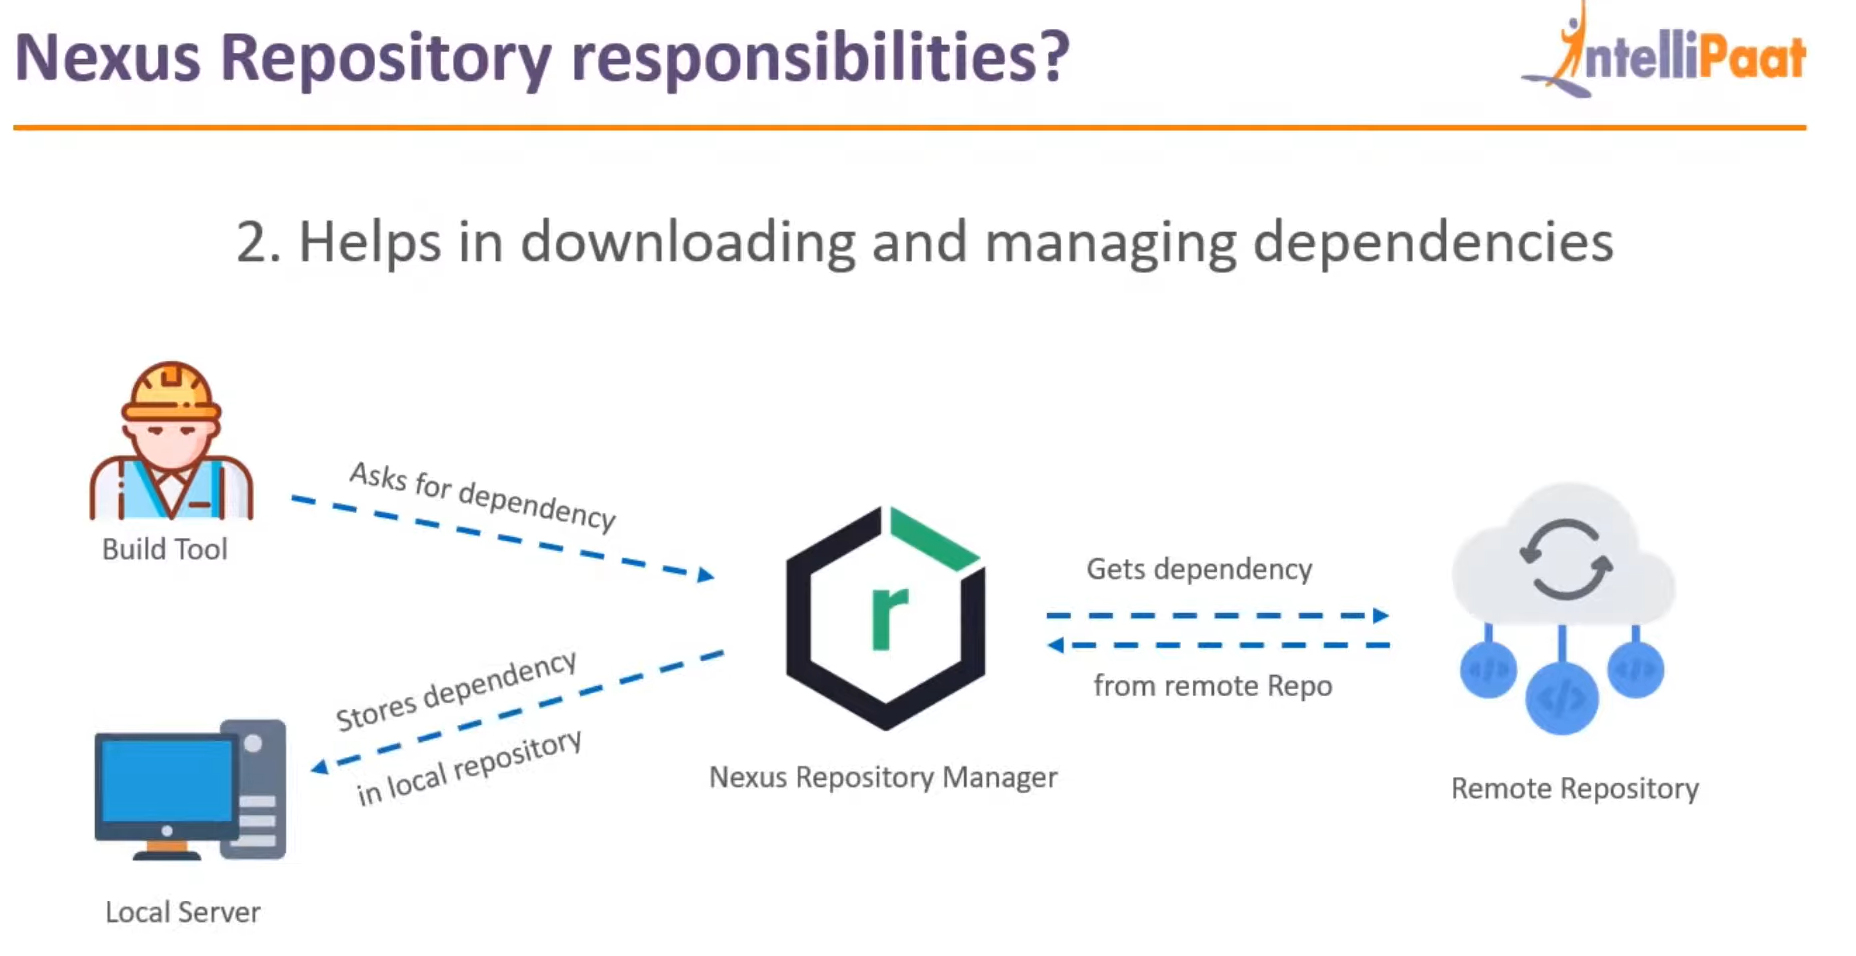 Nexus Repository responsibilities?
IntelliPaat
2. Helps in downloading and managing dependencies
Asks for dependency
Build Tool
r
Gets dependency
from remote Repo
Stores dependency
in local repository
Nexus Repository Manager
Remote Repository
</>
</>
</>
Local Server